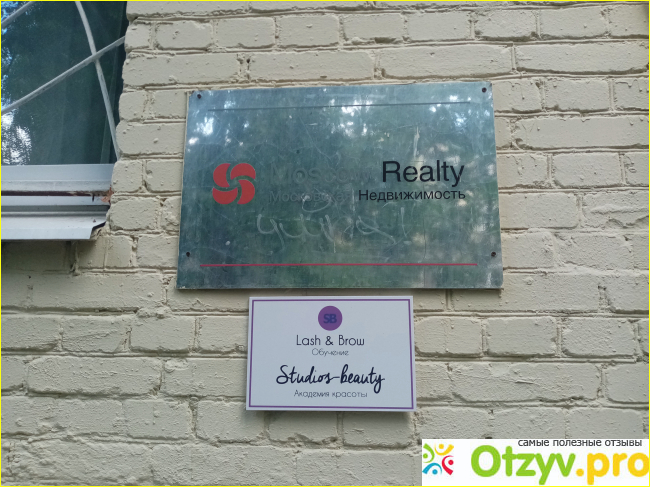 Realty
Недвижимость
SB
Lash & Brow
Обучение
Studios-beauty
Академия красоты
самые полезные отзывы
Otzyv.pro